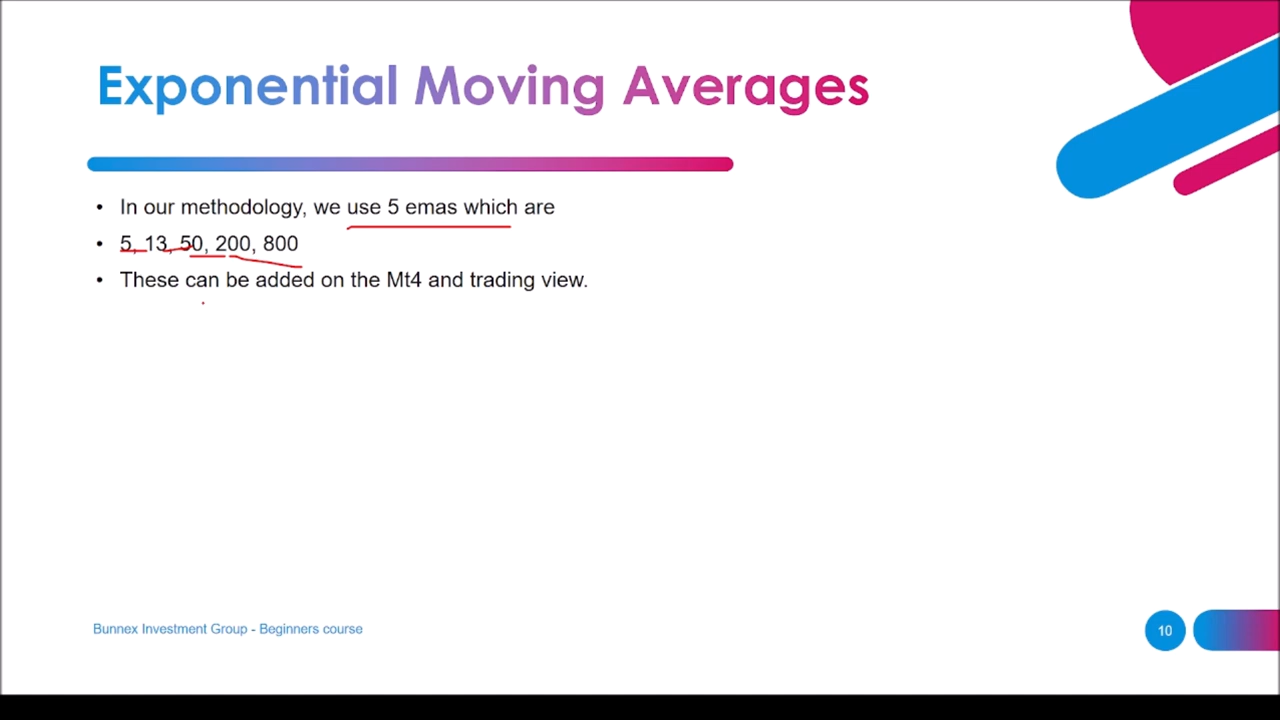 Exponential Moving Averages
• In our methodology, we use 5 emas which are
• 5, 13, 50, 200, 800
• These can be added on the Mt4 and trading view.
Bunnex Investment Group - Beginners course
10